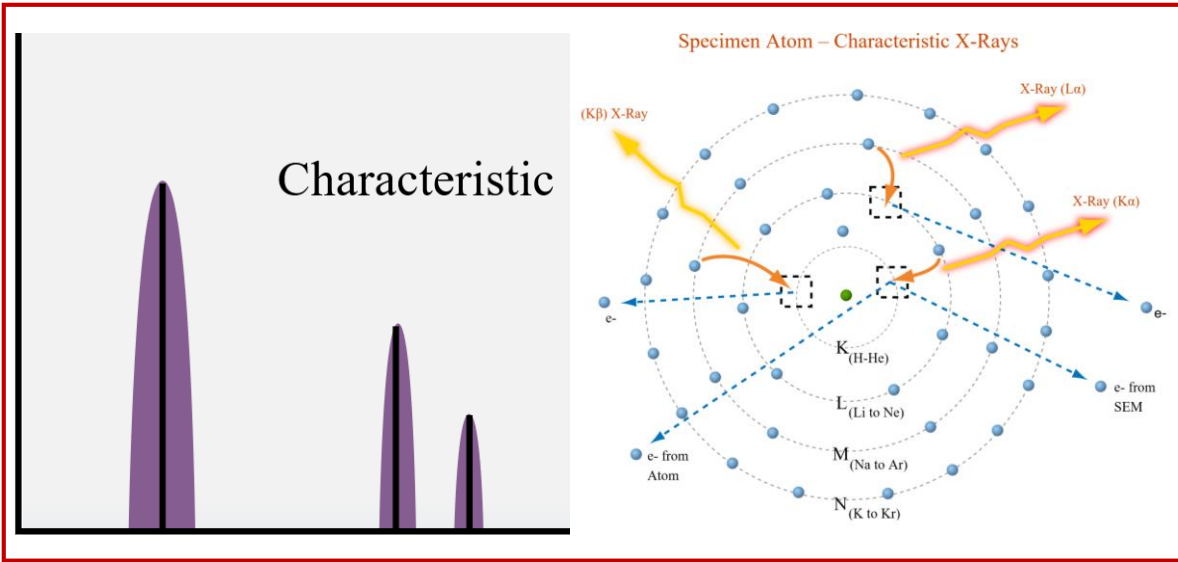 Characteristic
Specimen Atom – Characteristic X-Rays
X-Ray (Lα)
(Kβ) X-Ray
X-Ray (Kα)
e-
e-
K(H-He)
e- from
SEM
L(Li to Ne)
e- from
Atom
M(Na to Ar)
N(K to Kr)